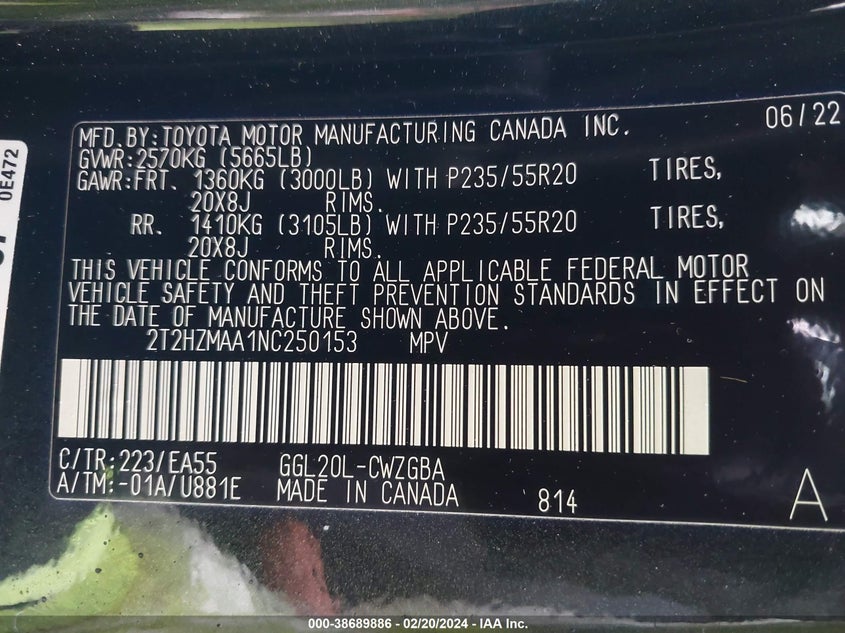 MFD.BY:TOYOTA MOTOR MANUFACTURING CANADA INC. 06/22
GVWR:2570KG (5665LB)
GAWR:FRT. 1360KG (3000LB) WITH P235/55R20 TIRES,
20X8J RIMS.
RR. 1410KG (3105LB) WITH P235/55R20 TIRES,
20X8J RIMS.
THIS VEHICLE CONFORMS TO ALL APPLICABLE FEDERAL MOTOR
VEHICLE SAFETY AND THEFT PREVENTION STANDARDS IN EFFECT ON
THE DATE OF MANUFACTURE SHOWN ABOVE.
2T2HZMAA1NC250153 MPV
C/TR:223/EA55 GGL20L-CWZGBA
A/TM:-01A/U881E MADE IN CANADA 814 A
0E472
000-38689886 - 02/20/2024 - IAA Inc.